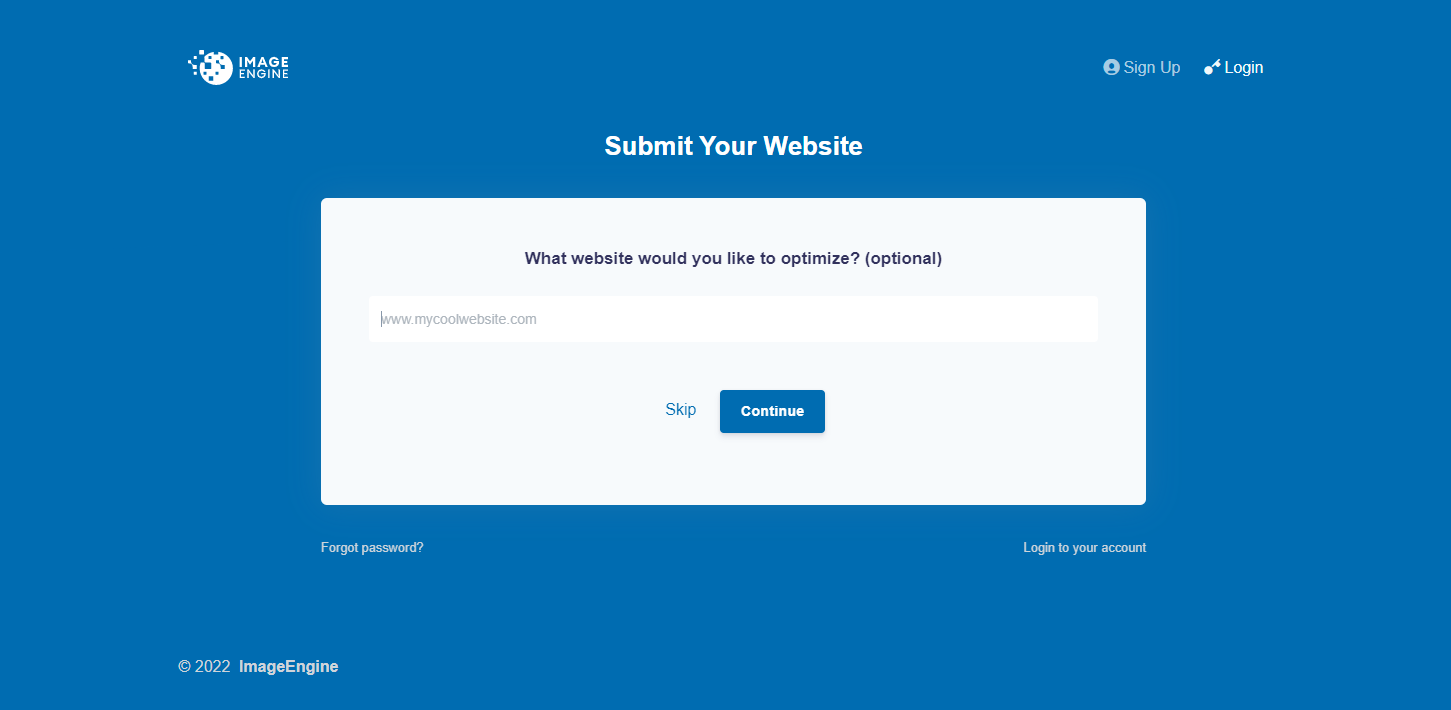 IMAGE
ENGINE
Sign Up
Login
Submit Your Website
What website would you like to optimize? (optional)
www.mycoolwebsite.com
Skip
Continue
Forgot password?
Login to your account
© 2022 ImageEngine